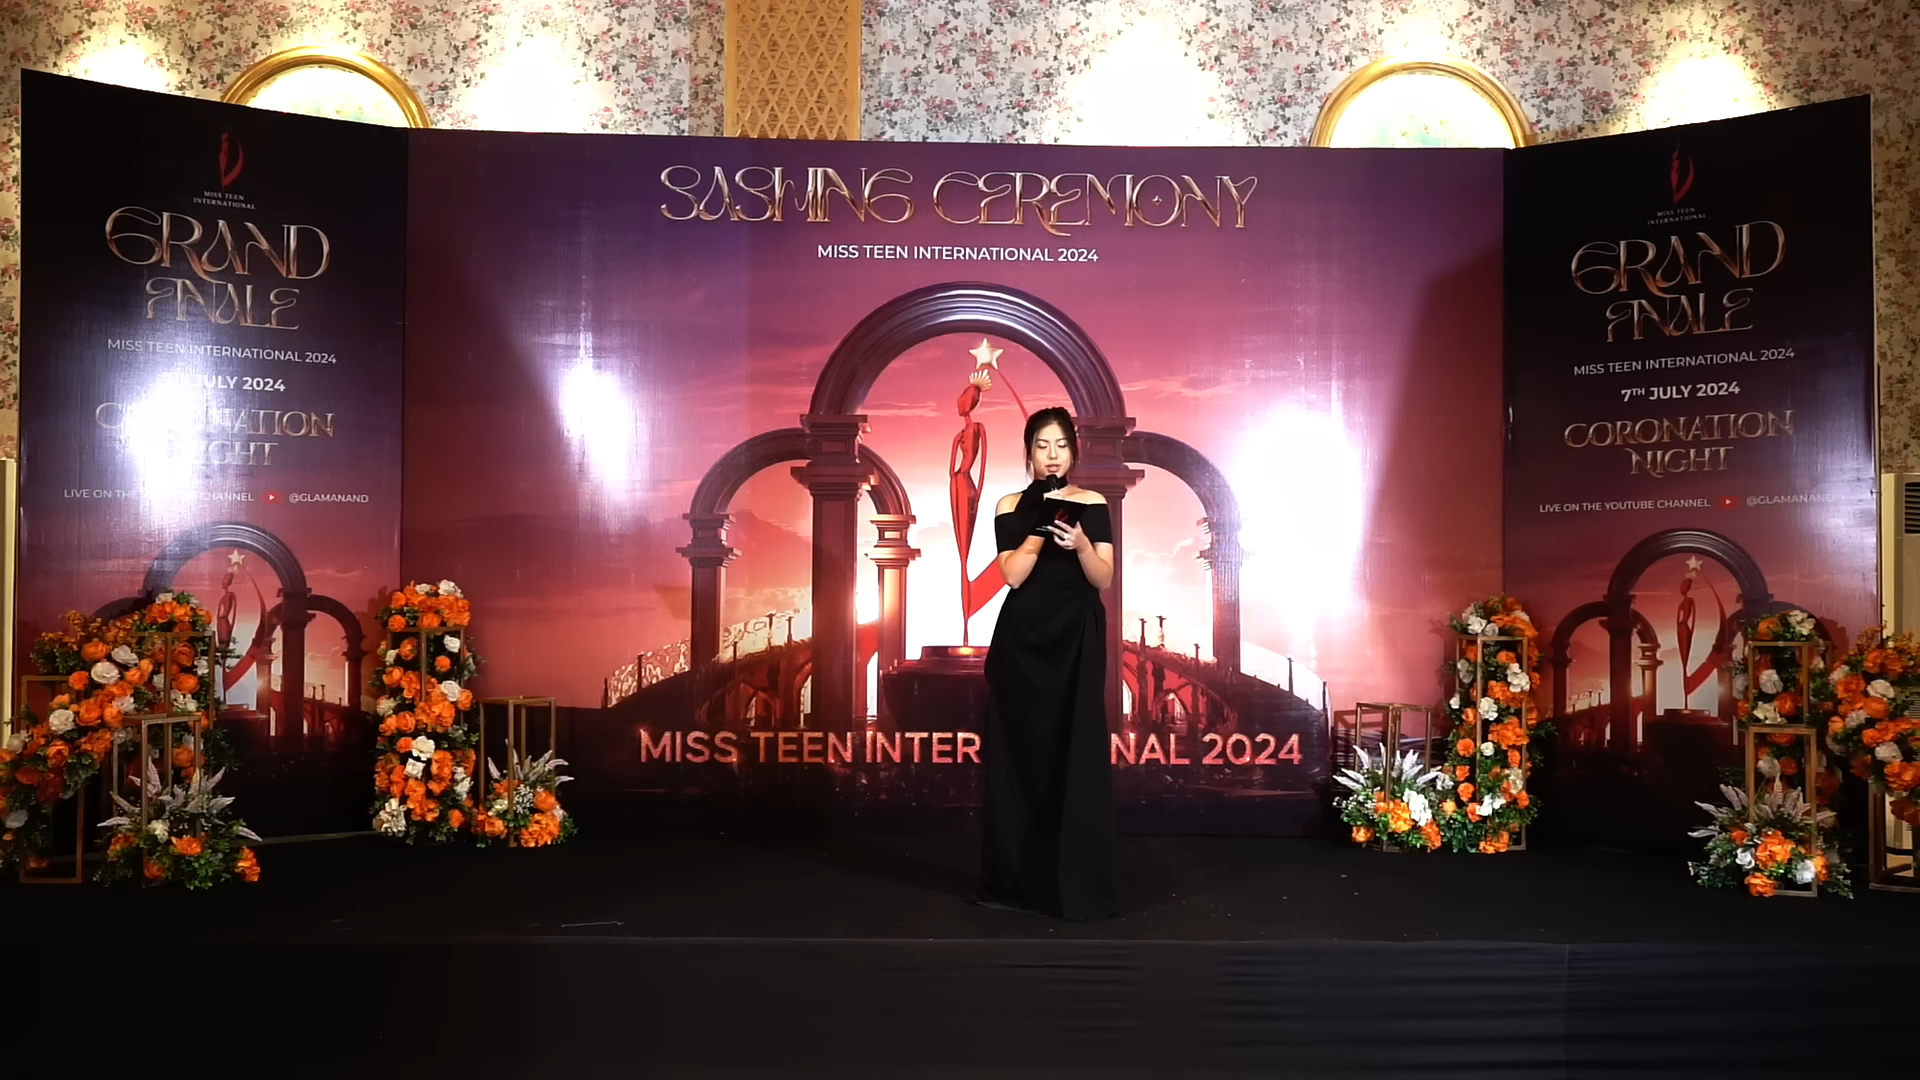 MISS TEEN
INTERNATIONAL
GRAND
FINALE
MISS TEEN INTERNATIONAL 2024
JULY 2024
CORONATION
NIGHT
LIVE ON THE CHANNEL @GLAMANAND
SASHING CEREMONY
MISS TEEN INTERNATIONAL 2024
MISS TEEN INTER NAL 2024
MISS TEEN
INTERNATIONAL
GRAND
FINALE
MISS TEEN INTERNATIONAL 2024
7TH JULY 2024
CORONATION
NIGHT
LIVE ON THE YOUTUBE CHANNEL @GLAMANAND